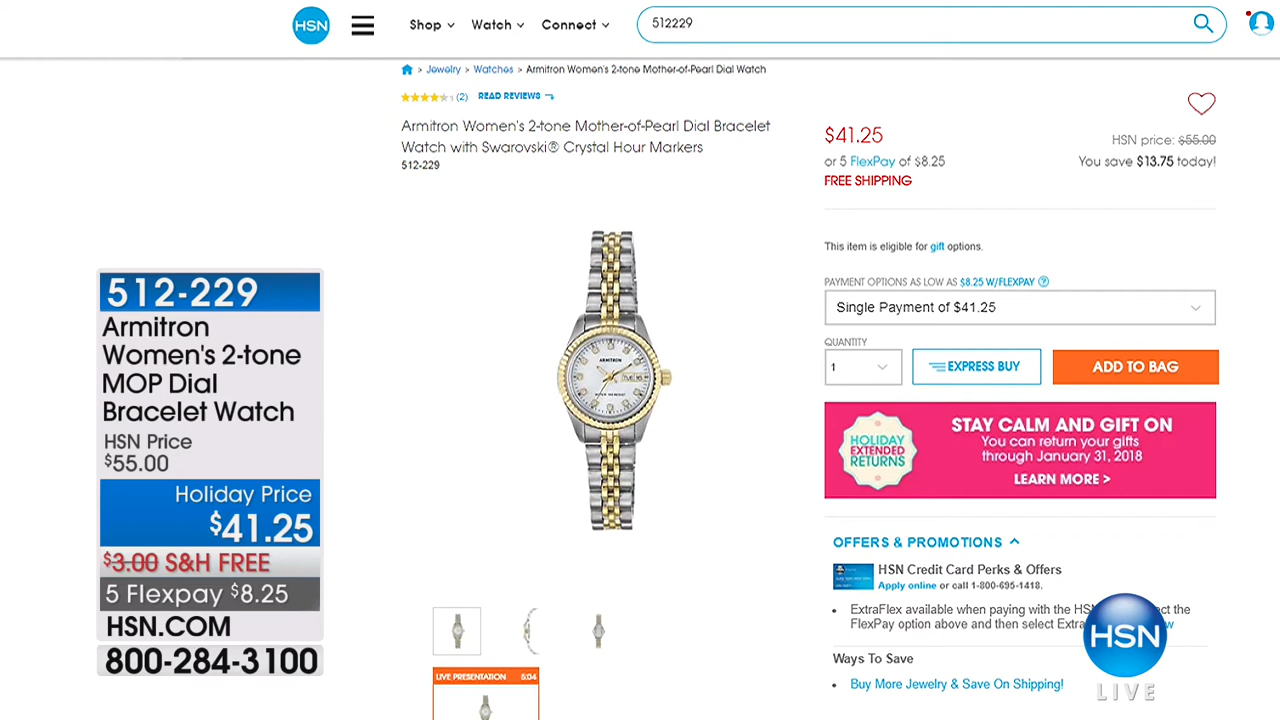 HSN
Shop
Watch
Connect
512229
> Jewelry > Watches > Armitron Women's 2-tone Mother-of-Pearl Dial Watch
(2) READ REVIEWS
Armitron Women's 2-tone Mother-of-Pearl Dial Bracelet
Watch with Swarovski® Crystal Hour Markers
512-229
$41.25
HSN price: $55.00
or 5 FlexPay of $8.25
You save $13.75 today!
FREE SHIPPING
This item is eligible for gift options.
PAYMENT OPTIONS AS LOW AS $8.25 W/FLEXPAY ?
Single Payment of $41.25
QUANTITY
1
EXPRESS BUY
ADD TO BAG
HOLIDAY
EXTENDED
RETURNS
STAY CALM AND GIFT ON
You can return your gifts
through January 31, 2018
LEARN MORE >
OFFERS & PROMOTIONS
HSN Credit Card Perks & Offers
Apply online or call 1-800-695-1418.
• ExtraFlex available when paying with the HS ect the
FlexPay option above and then select Extra w
Ways To Save
• Buy More Jewelry & Save On Shipping!
ARMITRON
512-229
Armitron
Women's 2-tone
MOP Dial
Bracelet Watch
HSN Price
$55.00
Holiday Price
$41.25
$3.00 S&H FREE
5 Flexpay $8.25
HSN.COM
800-284-3100
LIVE PRESENTATION 5:04
HSN
LIVE